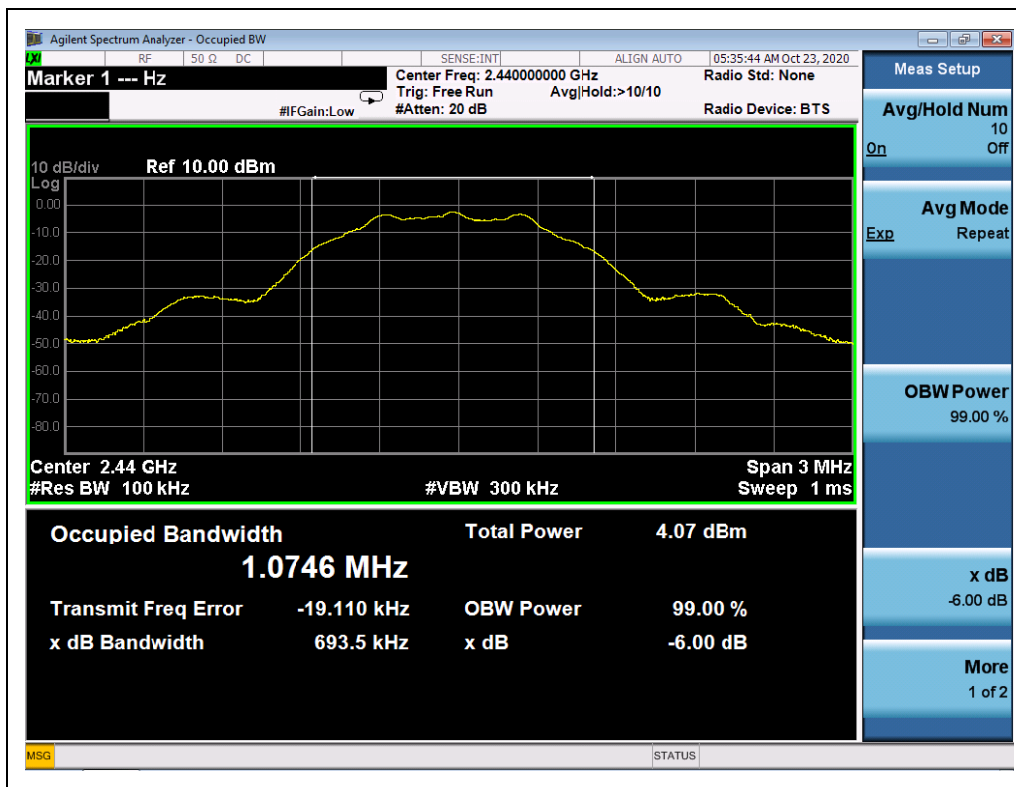 Agilent Spectrum Analyzer - Occupied BW
LXI RF 50 Ω DC SENSE:INT ALIGN AUTO 05:35:44 AM Oct 23, 2020
Marker 1 --- Hz
Center Freq: 2.440000000 GHz Radio Std: None
Trig: Free Run Avg|Hold:>10/10
#IFGain:Low #Atten: 20 dB Radio Device: BTS
10 dB/div Ref 10.00 dBm
Log
0.00
-10.0
-20.0
-30.0
-40.0
-50.0
-60.0
-70.0
-80.0
Center 2.44 GHz Span 3 MHz
#Res BW 100 kHz #VBW 300 kHz Sweep 1 ms
Occupied Bandwidth Total Power 4.07 dBm
1.0746 MHz
Transmit Freq Error -19.110 kHz OBW Power 99.00 %
x dB Bandwidth 693.5 kHz x dB -6.00 dB
Meas Setup
Avg/Hold Num
10
On Off
Avg Mode
Exp Repeat
OBW Power
99.00 %
x dB
-6.00 dB
More
1 of 2
MSG STATUS